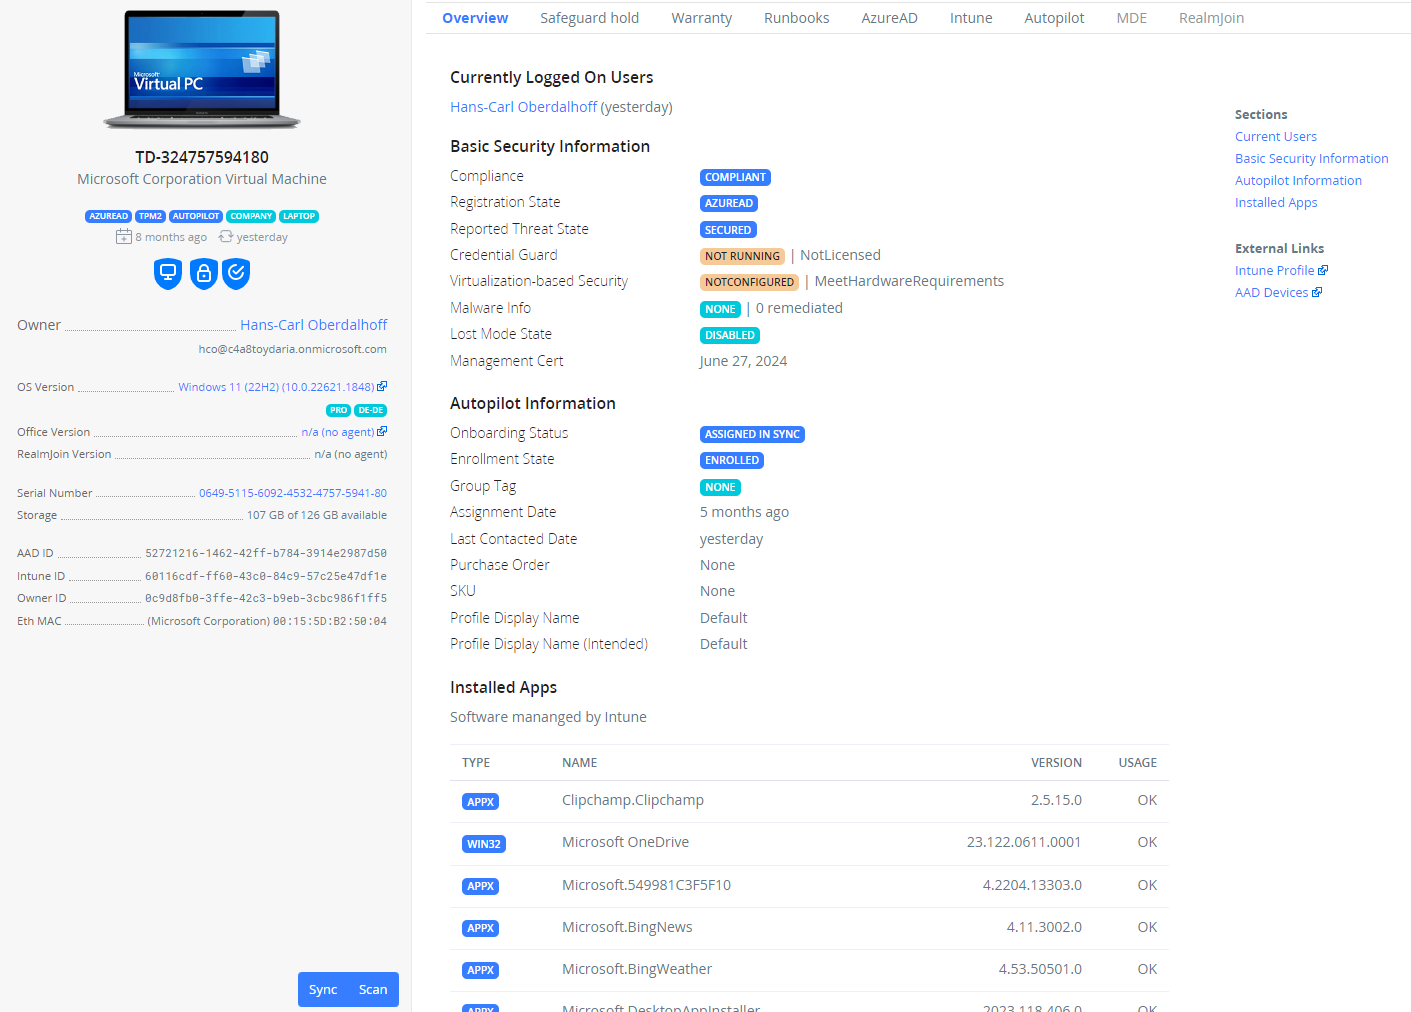 Microsoft
Virtual PC
TD-324757594180
Microsoft Corporation Virtual Machine
AZUREAD TPM2 AUTOPILOT COMPANY LAPTOP
8 months ago yesterday
Owner Hans-Carl Oberdalhoff
hco@c4a8toydaria.onmicrosoft.com
OS Version Windows 11 (22H2) (10.0.22621.1848)
PRO DE-DE
Office Version n/a (no agent)
RealmJoin Version n/a (no agent)
Serial Number 0649-5115-6092-4532-4757-5941-80
Storage 107 GB of 126 GB available
AAD ID 52721216-1462-42ff-b784-3914e2987d50
Intune ID 60116cdf-ff60-43c0-84c9-57c25e47df1e
Owner ID 0c9d8fb0-3ffe-42c3-b9eb-3cbc986f1ff5
Eth MAC (Microsoft Corporation) 00:15:5D:B2:50:04
Sync Scan
Overview Safeguard hold Warranty Runbooks AzureAD Intune Autopilot MDE RealmJoin
Currently Logged On Users
Hans-Carl Oberdalhoff (yesterday)
Basic Security Information
Compliance COMPLIANT
Registration State AZUREAD
Reported Threat State SECURED
Credential Guard NOT RUNNING | NotLicensed
Virtualization-based Security NOTCONFIGURED | MeetHardwareRequirements
Malware Info NONE | 0 remediated
Lost Mode State DISABLED
Management Cert June 27, 2024
Autopilot Information
Onboarding Status ASSIGNED IN SYNC
Enrollment State ENROLLED
Group Tag NONE
Assignment Date 5 months ago
Last Contacted Date yesterday
Purchase Order None
SKU None
Profile Display Name Default
Profile Display Name (Intended) Default
Installed Apps
Software mananged by Intune
TYPE NAME VERSION USAGE
APPX Clipchamp.Clipchamp 2.5.15.0 OK
WIN32 Microsoft OneDrive 23.122.0611.0001 OK
APPX Microsoft.549981C3F5F10 4.2204.13303.0 OK
APPX Microsoft.BingNews 4.11.3002.0 OK
APPX Microsoft.BingWeather 4.53.50501.0 OK
APPX Microsoft.DesktopAppInstaller 2023.118.406.0 OK
Sections
Current Users
Basic Security Information
Autopilot Information
Installed Apps
External Links
Intune Profile
AAD Devices